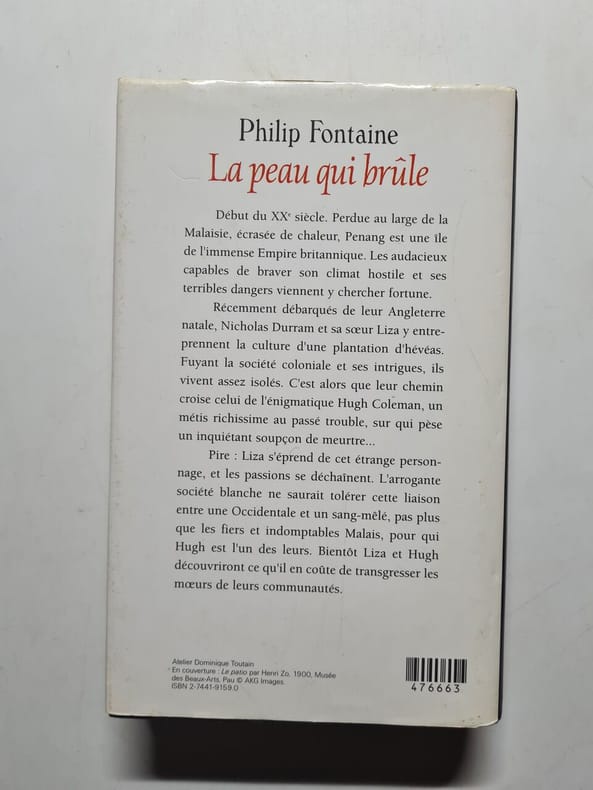 Philip Fontaine
La peau qui brûle
Début du XXe siècle. Perdue au large de la
Malaisie, écrasée de chaleur, Penang est une île
de l'immense Empire britannique. Les audacieux
capables de braver son climat hostile et ses
terribles dangers viennent y chercher fortune.
Récemment débarqués de leur Angleterre
natale, Nicholas Durram et sa sœur Liza y entre-
prennent la culture d'une plantation d'hévéas.
Fuyant la société coloniale et ses intrigues, ils
vivent assez isolés. C'est alors que leur chemin
croise celui de l'énigmatique Hugh Coleman, un
métis richissime au passé trouble, sur qui pèse
un inquiétant soupçon de meurtre...
Pire : Liza s'éprend de cet étrange person-
nage, et les passions se déchaînent. L'arrogante
société blanche ne saurait tolérer cette liaison
entre une Occidentale et un sang-mêlé, pas plus
que les fiers et indomptables Malais, pour qui
Hugh est l'un des leurs. Bientôt Liza et Hugh
découvriront ce qu'il en coûte de transgresser les
mœurs de leurs communautés.
Atelier Dominique Toutain
En couverture : Le patio par Henri Zo, 1900, Musée
des Beaux-Arts, Pau © AKG Images.
ISBN 2-7441-9159.0
476663